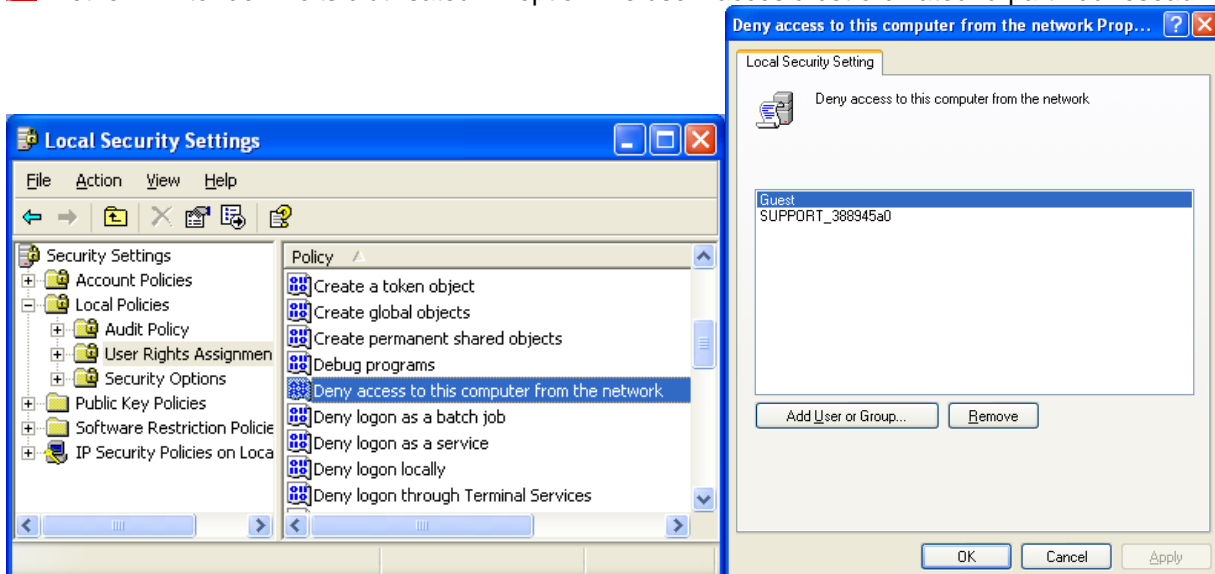 Local Security Settings
File Action View Help
Security Settings
Account Policies
Local Policies
Audit Policy
User Rights Assignmen
Security Options
Public Key Policies
Software Restriction Policie
IP Security Policies on Loca
Policy
Create a token object
Create global objects
Create permanent shared objects
Debug programs
Deny access to this computer from the network
Deny logon as a batch job
Deny logon as a service
Deny logon locally
Deny logon through Terminal Services
Deny access to this computer from the network Prop...
Local Security Setting
Deny access to this computer from the network
Guest
SUPPORT_388945a0
Add User or Group... Remove
OK Cancel Apply